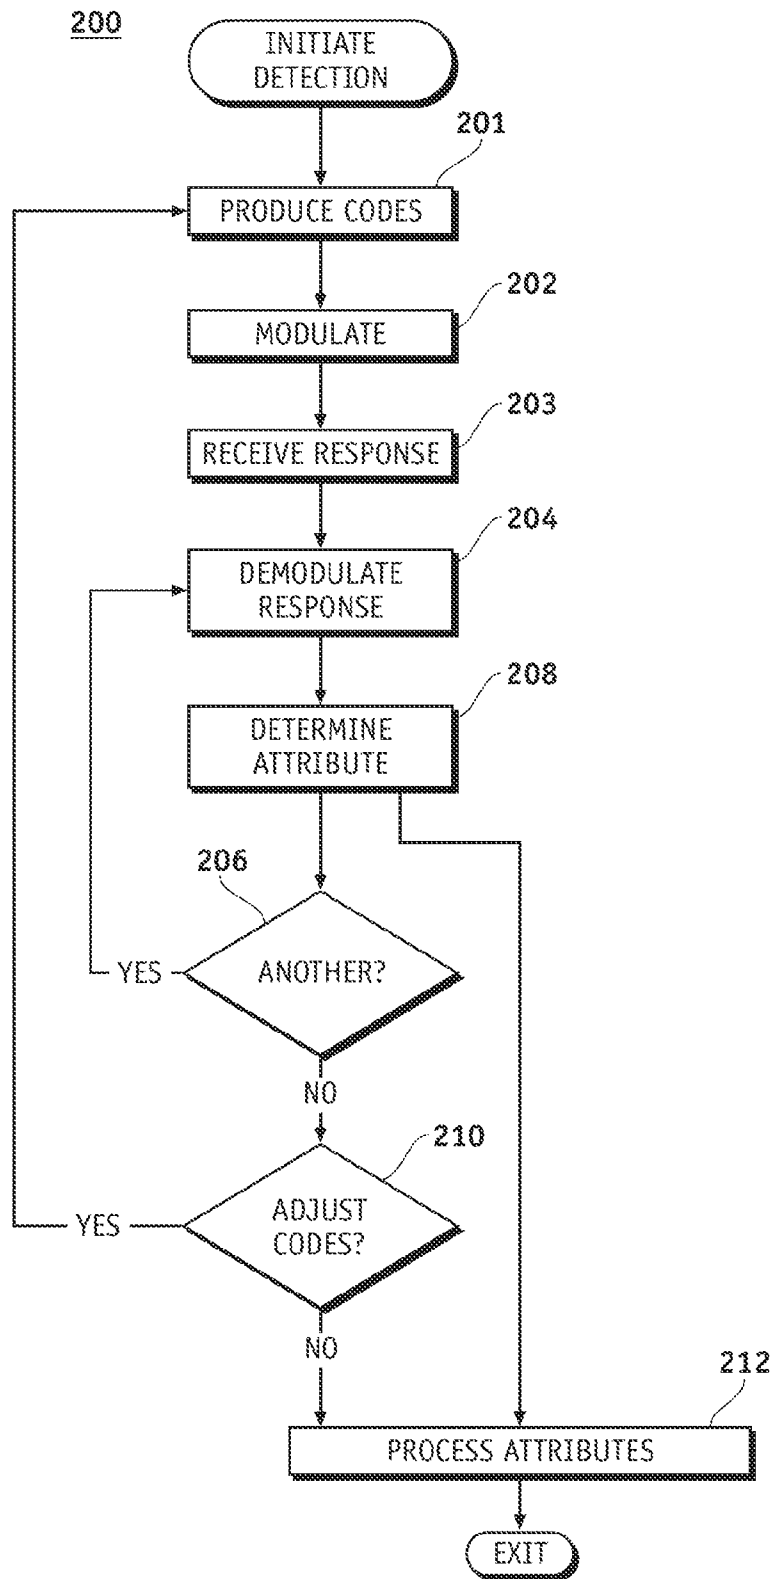 200
INITIATE
DETECTION
201
PRODUCE CODES
202
MODULATE
203
RECEIVE RESPONSE
204
DEMODULATE
RESPONSE
208
DETERMINE
ATTRIBUTE
206
ANOTHER?
YES
NO
210
ADJUST
CODES?
YES
NO
212
PROCESS ATTRIBUTES
EXIT